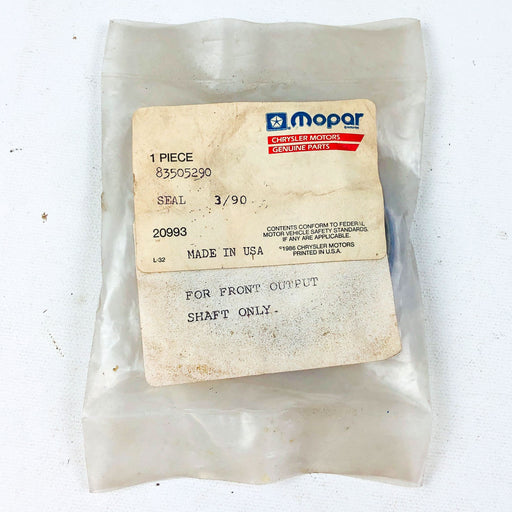 Mopar
CHRYSLER MOTORS
GENUINE PARTS
1 PIECE
83505290
SEAL 3/90
20993
CONTENTS CONFORM TO FEDERAL
MOTOR VEHICLE SAFETY STANDARDS,
IF ANY ARE APPLICABLE.
L-32
MADE IN USA
©1986 CHRYSLER MOTORS
PRINTED IN U.S.A.
FOR FRONT OUTPUT
SHAFT ONLY.